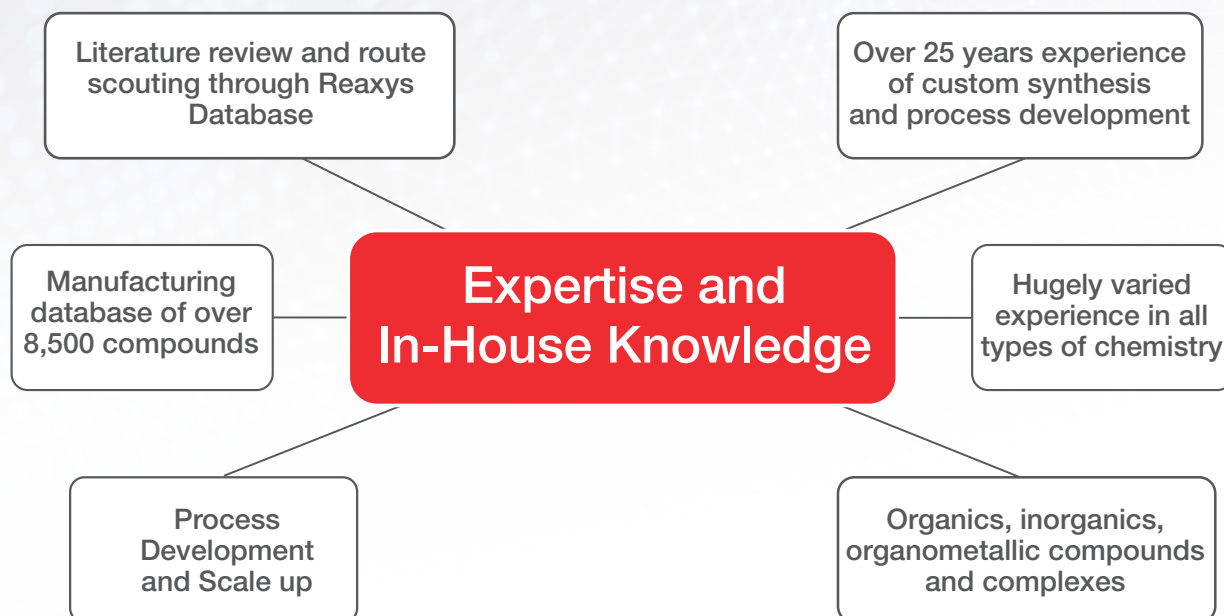 Literature review and route
scouting through Reaxys
Database
Over 25 years experience
of custom synthesis
and process development
Manufacturing
database of over
8,500 compounds
Expertise and
In-House Knowledge
Hugely varied
experience in all
types of chemistry
Process
Development
and Scale up
Organics, inorganics,
organometallic compounds
and complexes